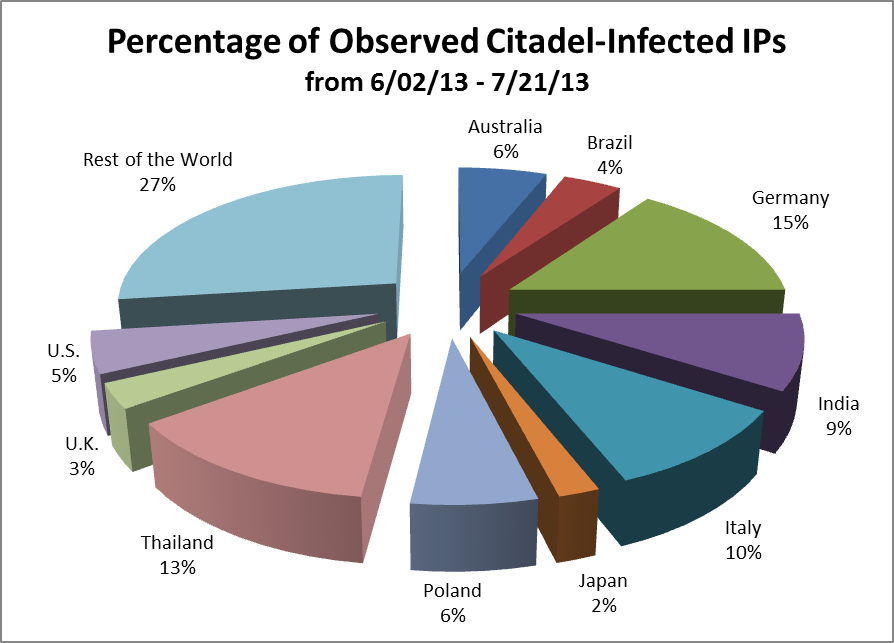 Percentage of Observed Citadel-Infected IPs
from 6/02/13 - 7/21/13
Australia
6%
Brazil
4%
Germany
15%
India
9%
Italy
10%
Japan
2%
Poland
6%
Thailand
13%
U.K.
3%
U.S.
5%
Rest of the World
27%